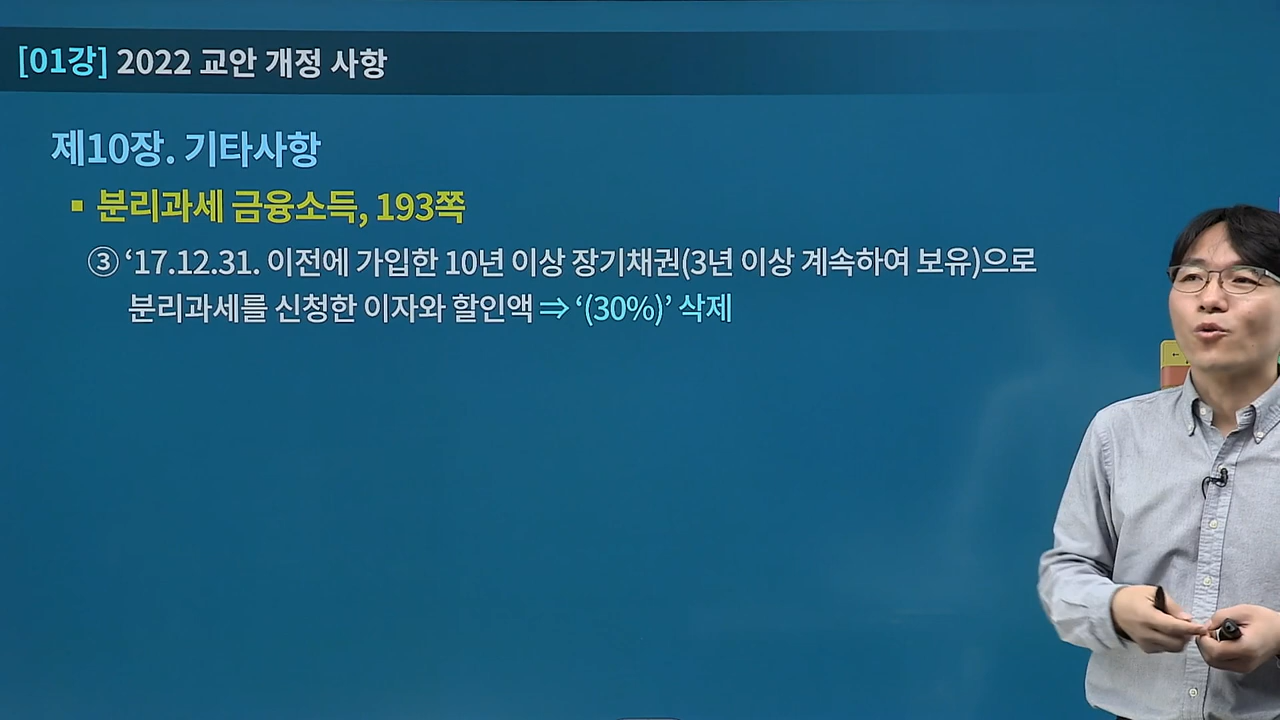 [01강] 2022 교안 개정 사항
제10장. 기타사항
▪ 분리과세 금융소득, 193쪽
③ ‘17.12.31. 이전에 가입한 10년 이상 장기채권(3년 이상 계속하여 보유)으로
분리과세를 신청한 이자와 할인액 ⇒ ‘(30%)’ 삭제